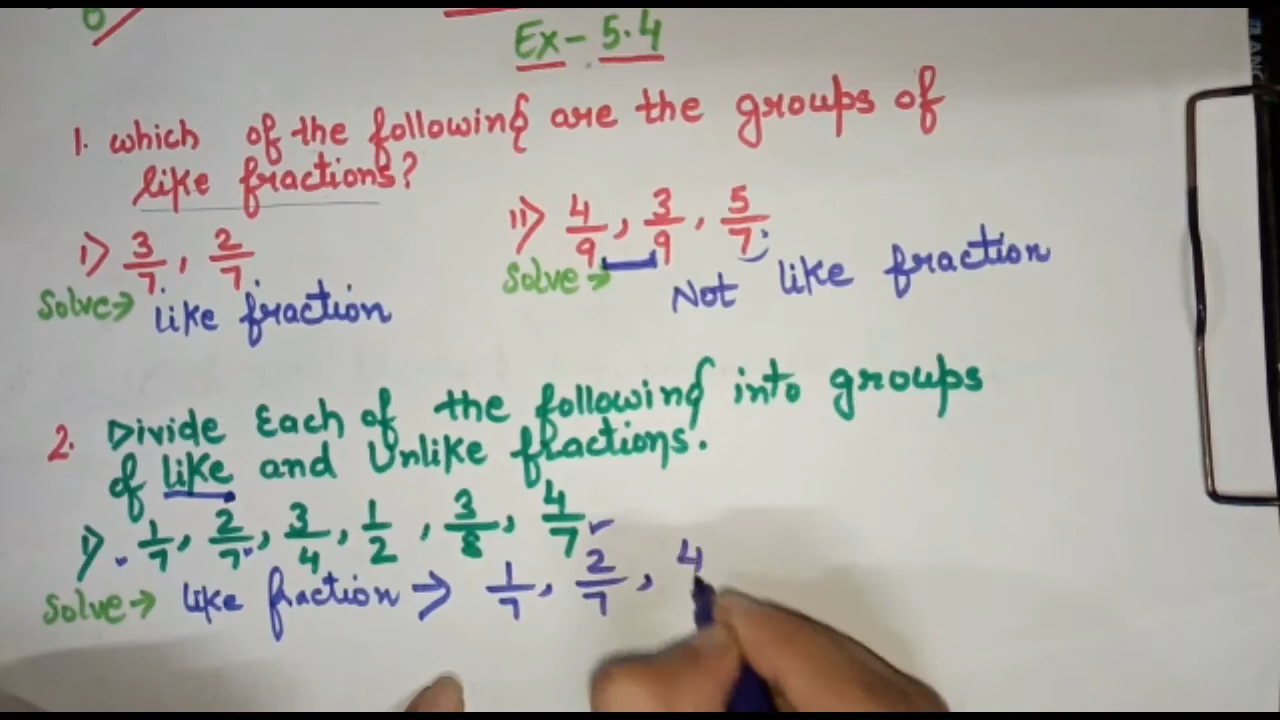 Ex- 5.4
1. which of the following are the groups of
like fractions?
i) 3/7, 2/7
ii) 4/9, 3/9, 5/7
Solve→ like fraction
Solve→ Not like fraction
2. Divide Each of the following into groups
of like and Unlike fractions.
i) 1/7, 2/7, 3/4, 1/2, 3/8, 4/7
Solve→ like fraction → 1/7, 2/7, 4